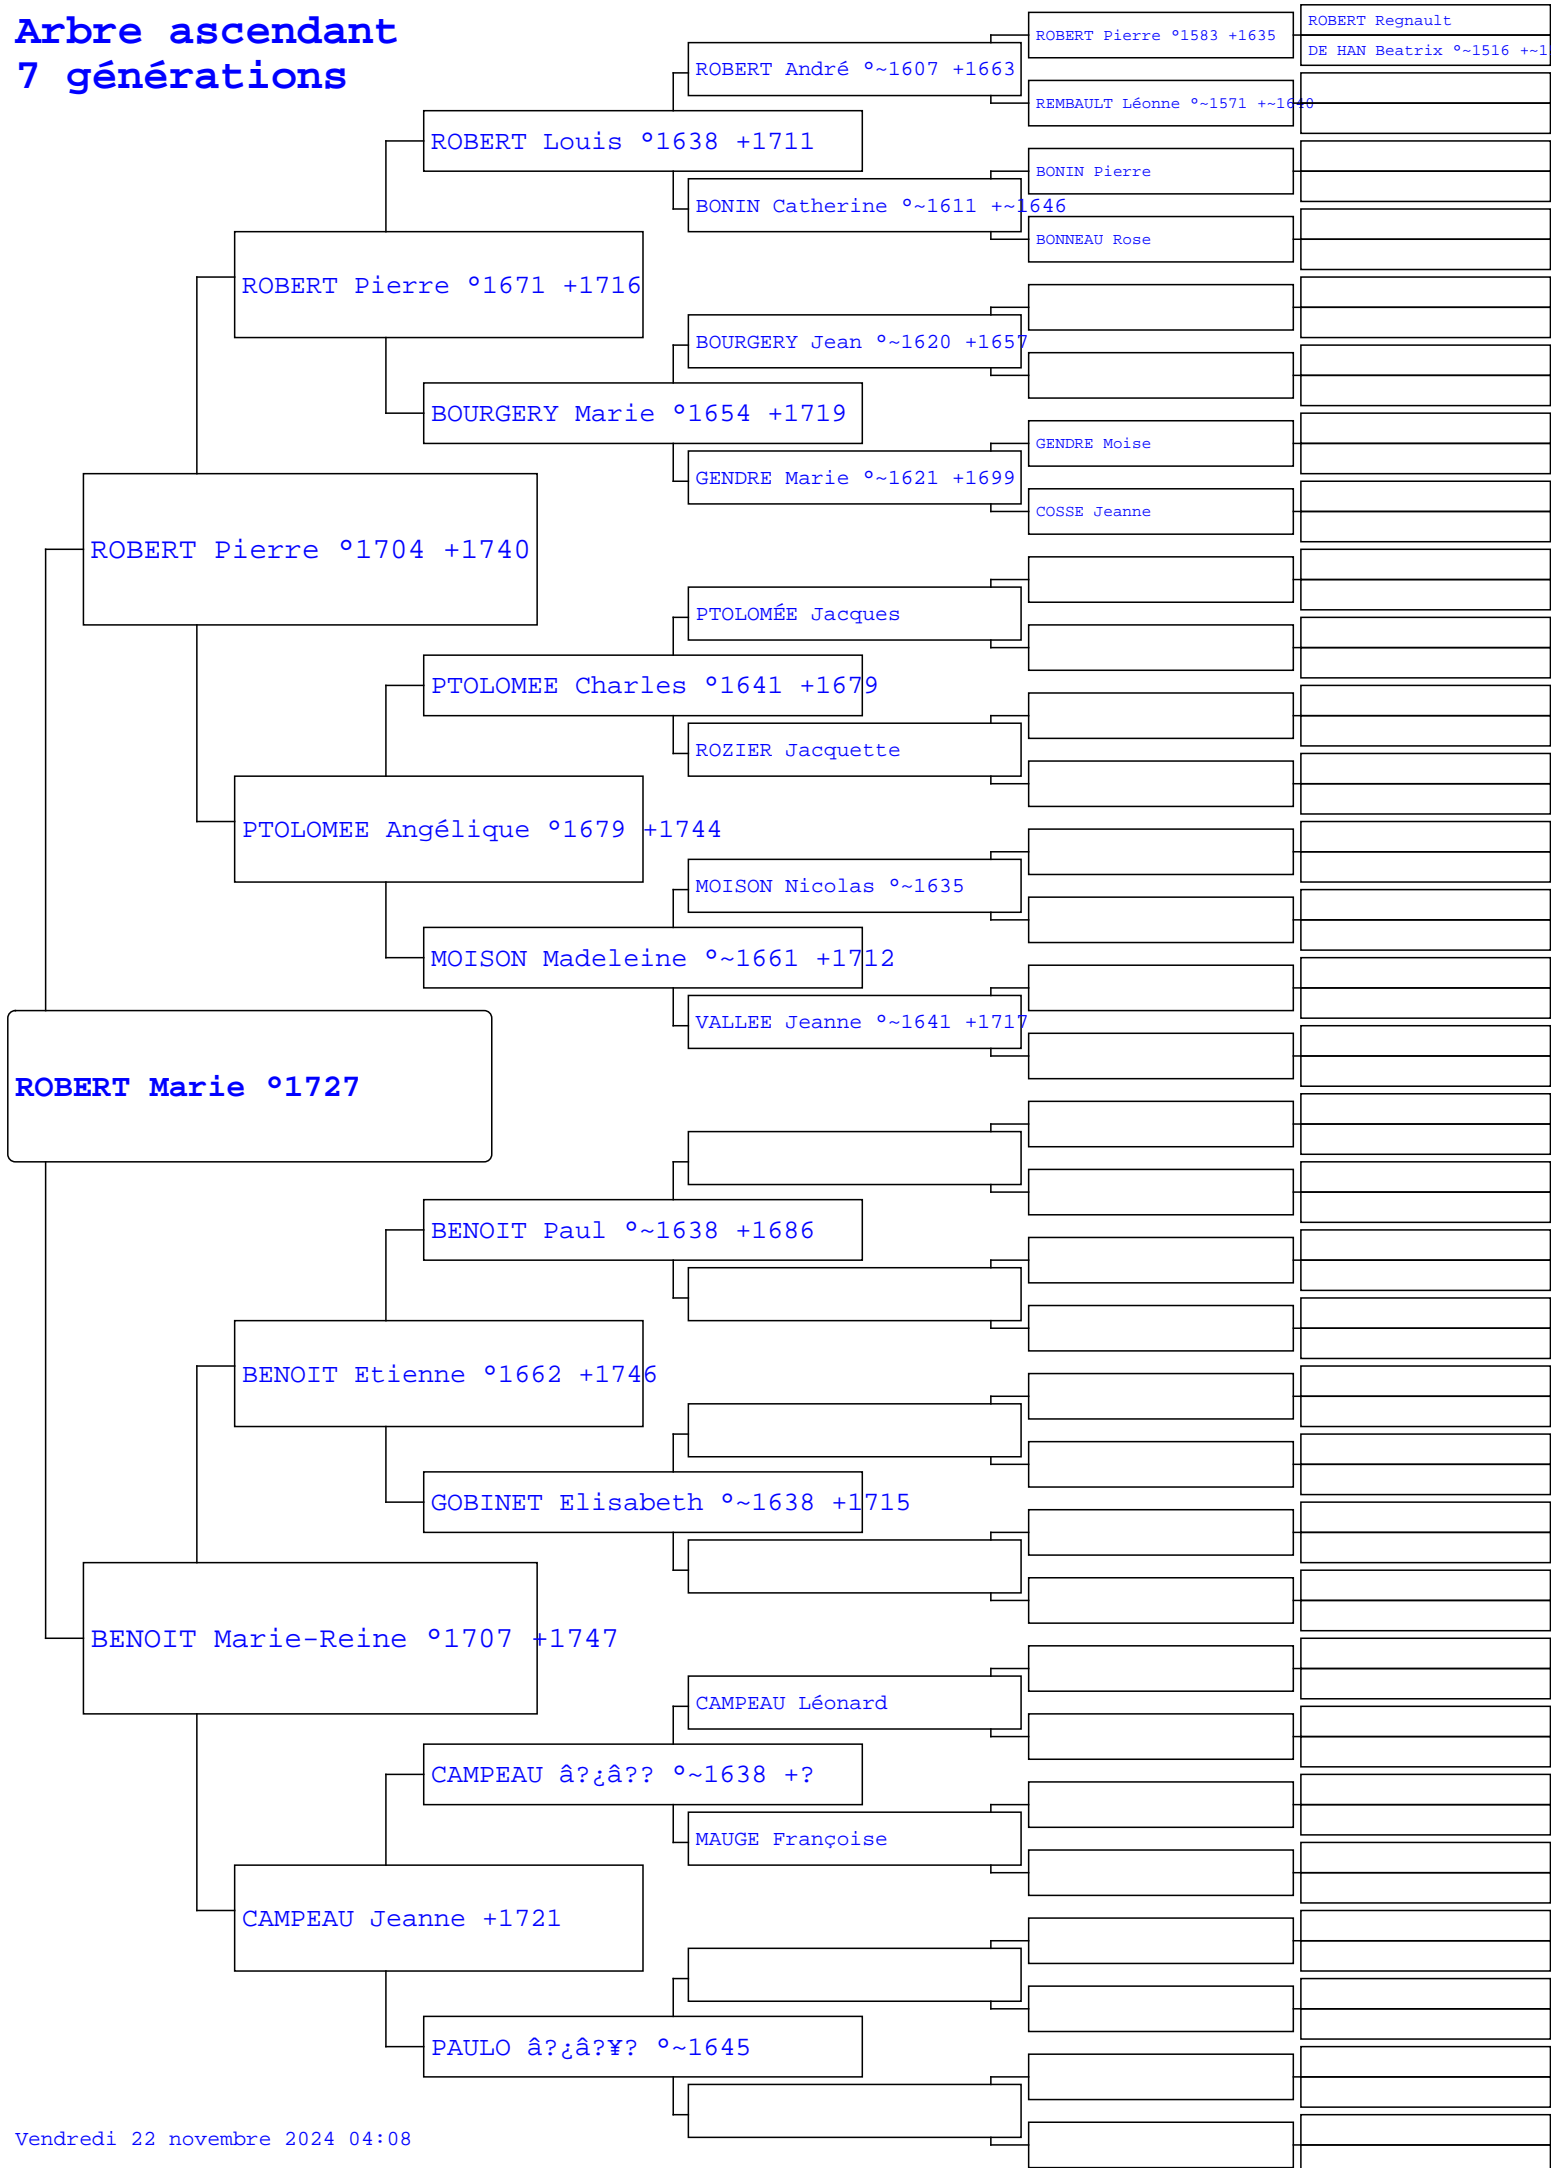 Arbre ascendant
7 générations
ROBERT Regnault
DE HAN Beatrix °~1516 +~1
ROBERT Pierre °1583 +1635
ROBERT André °~1607 +1663
REMBAULT Léonne °~1571 +~1640
ROBERT Louis °1638 +1711
BONIN Pierre
BONIN Catherine °~1611 +~1646
BONNEAU Rose
ROBERT Pierre °1671 +1716
BOURGERY Jean °~1620 +1657
BOURGERY Marie °1654 +1719
GENDRE Moise
GENDRE Marie °~1621 +1699
COSSE Jeanne
ROBERT Pierre °1704 +1740
PTOLOMÉE Jacques
PTOLOMEE Charles °1641 +1679
ROZIER Jacquette
PTOLOMEE Angélique °1679 +1744
MOISON Nicolas °~1635
MOISON Madeleine °~1661 +1712
VALLEE Jeanne °~1641 +1717
ROBERT Marie °1727
BENOIT Paul °~1638 +1686
BENOIT Etienne °1662 +1746
GOBINET Elisabeth °~1638 +1715
BENOIT Marie-Reine °1707 +1747
CAMPEAU Léonard
CAMPEAU â?¿â?? °~1638 +?
MAUGE Françoise
CAMPEAU Jeanne +1721
PAULO â?¿â?¥? °~1645
Vendredi 22 novembre 2024 04:08